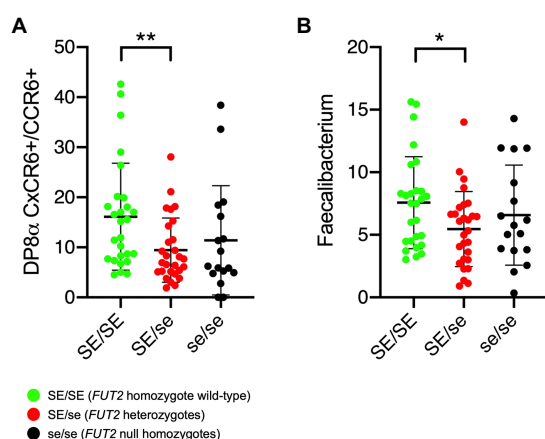 A
50
40
30
20
10
0
DP8α CxCR6+/CCR6+
**
SE/SE
SE/se
se/se
B
20
15
10
5
0
Faecalibacterium
*
SE/SE
SE/se
se/se
SE/SE (FUT2 homozygote wild-type)
SE/se (FUT2 heterozygotes)
se/se (FUT2 null homozygotes)